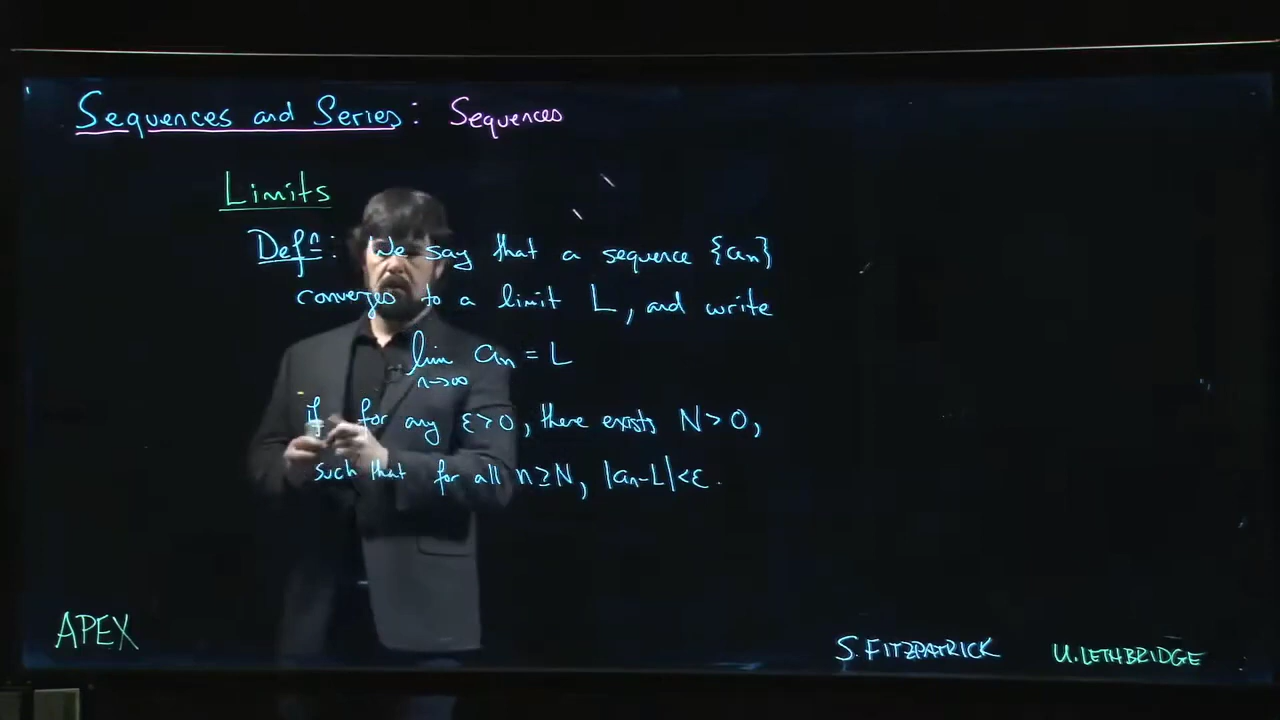 Sequences and Series: Sequences
Limits
Defⁿ: We say that a sequence {aₙ}
converges to a limit L, and write
lim aₙ = L
n→∞
if for any ε>0, there exists N>0,
such that for all n≥N, |aₙ-L|<ε.
APEX
S. FITZPATRICK
U. LETHBRIDGE